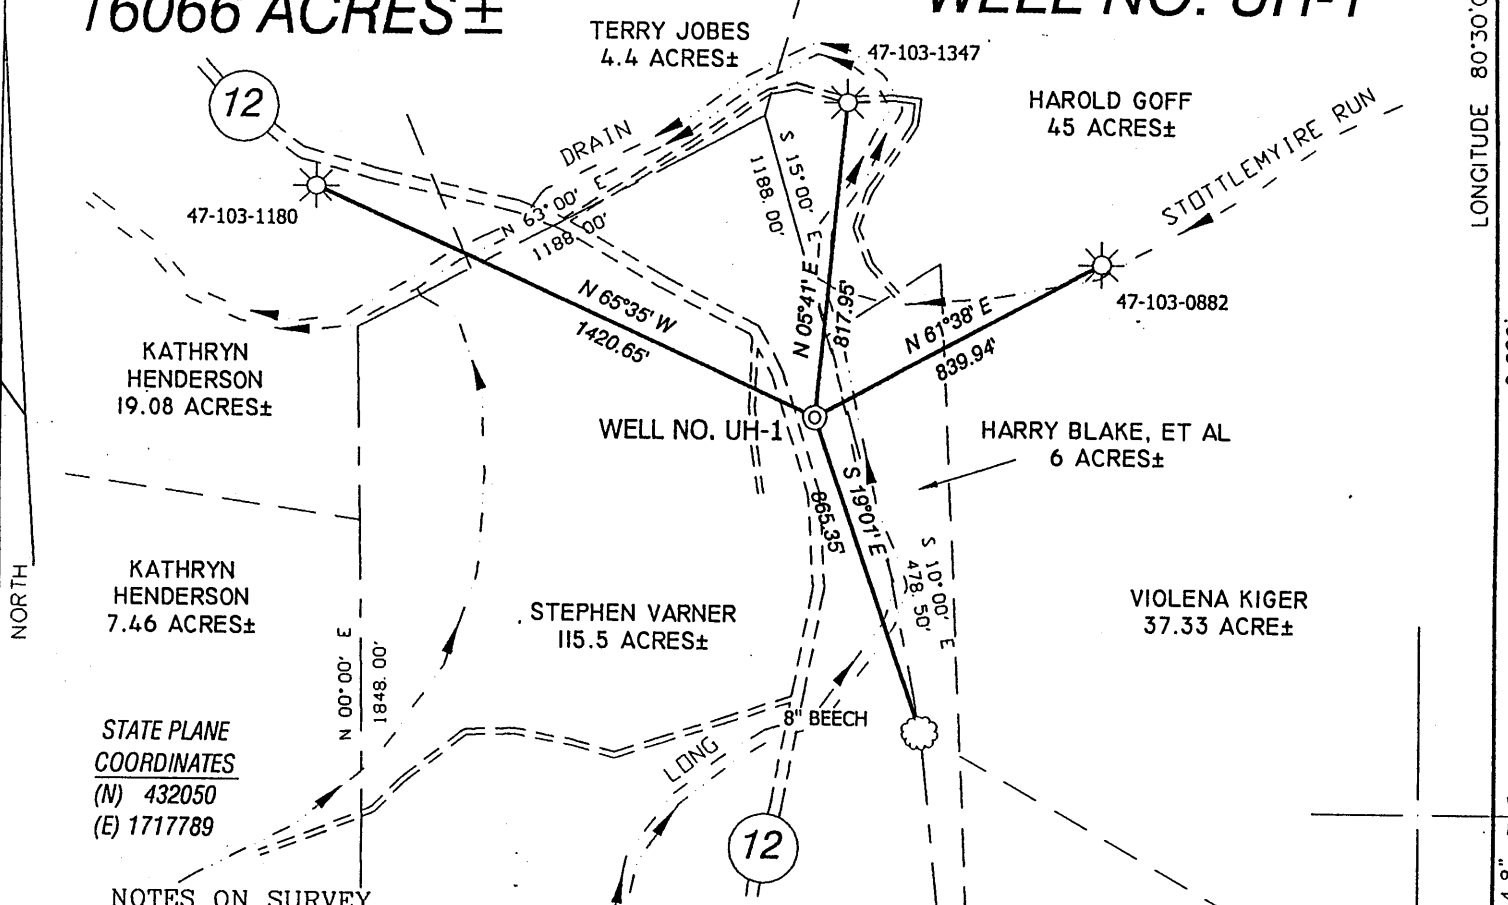 16066 ACRES±
WELL NO. UH-1
TERRY JOBES
4.4 ACRES±
47-103-1347
LONGITUDE 80°30'0
12
HAROLD GOFF
45 ACRES±
STOTTLEMYIRE RUN
DRAIN
47-103-1180
N 63°00' E
1188.00'
S 15°00' E
1188.00'
N 65°35' W
1420.65'
N 05°41' E
817.95'
N 61°38' E
839.94'
47-103-0882
KATHRYN
HENDERSON
19.08 ACRES±
WELL NO. UH-1
HARRY BLAKE, ET AL
6 ACRES±
S 19°01' E
865.35'
S 10°00' E
478.50'
NORTH
KATHRYN
HENDERSON
7.46 ACRES±
STEPHEN VARNER
115.5 ACRES±
VIOLENA KIGER
37.33 ACRE±
N 00°00' E
1848.00'
8" BEECH
LONG
STATE PLANE
COORDINATES
(N) 432050
(E) 1717789
12
NOTES ON SURVEY